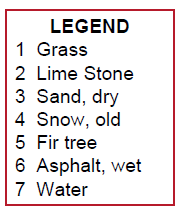 LEGEND
1 Grass
2 Lime Stone
3 Sand, dry
4 Snow, old
5 Fir tree
6 Asphalt, wet
7 Water